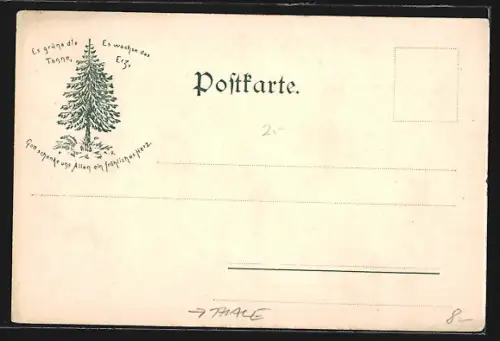 Es grüne die
Tanne,
Es wachse das
Erz,
Gott schenke uns Allen ein fröhliches Herz.
Postkarte.
2.-
→ THALE
8.-